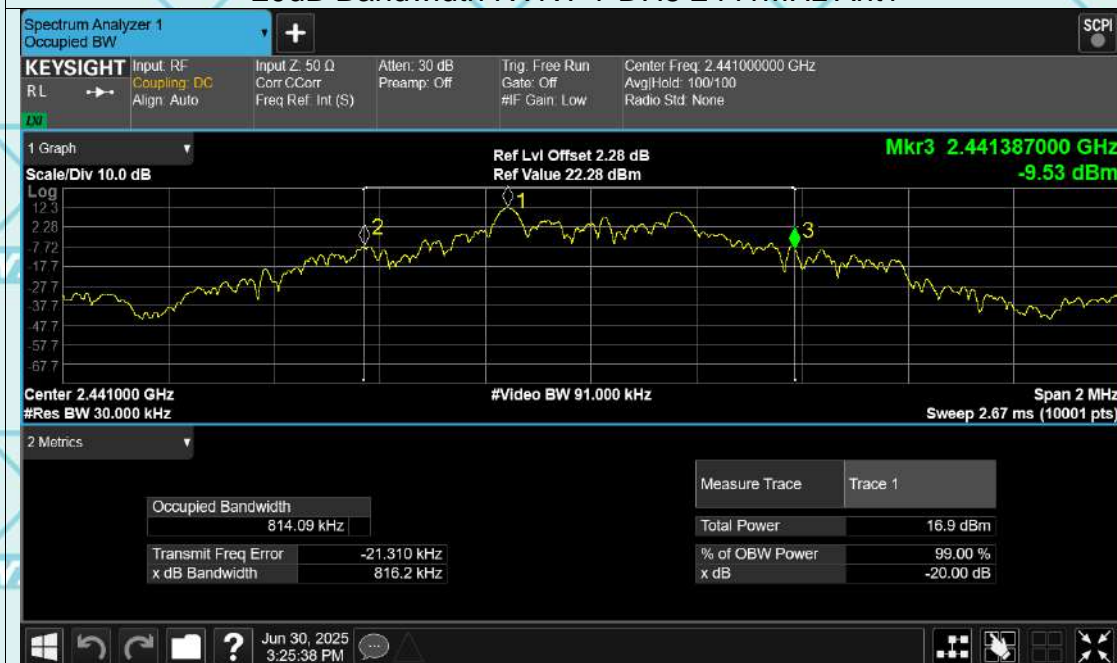 Spectrum Analyzer 1
Occupied BW
+
SCPI
KEYSIGHT
RL
LXI
Input: RF
Coupling: DC
Align: Auto
Input Z: 50 Ω
Corr CCorr
Freq Ref: Int (S)
Atten: 30 dB
Preamp: Off
Trig: Free Run
Gate: Off
#IF Gain: Low
Center Freq: 2.441000000 GHz
Avg|Hold: 100/100
Radio Std: None
1 Graph
Scale/Div 10.0 dB
Ref Lvl Offset 2.28 dB
Ref Value 22.28 dBm
Mkr3 2.441387000 GHz
-9.53 dBm
Log
12.3
2.28
-7.72
-17.7
-27.7
-37.7
-47.7
-57.7
-67.7
1
2
3
Center 2.441000 GHz
#Video BW 91.000 kHz
Span 2 MHz
#Res BW 30.000 kHz
Sweep 2.67 ms (10001 pts)
2 Metrics
Measure Trace
Trace 1
Occupied Bandwidth
814.09 kHz
Total Power
16.9 dBm
Transmit Freq Error
-21.310 kHz
% of OBW Power
99.00 %
x dB Bandwidth
816.2 kHz
x dB
-20.00 dB
?
Jun 30, 2025
3:25:38 PM